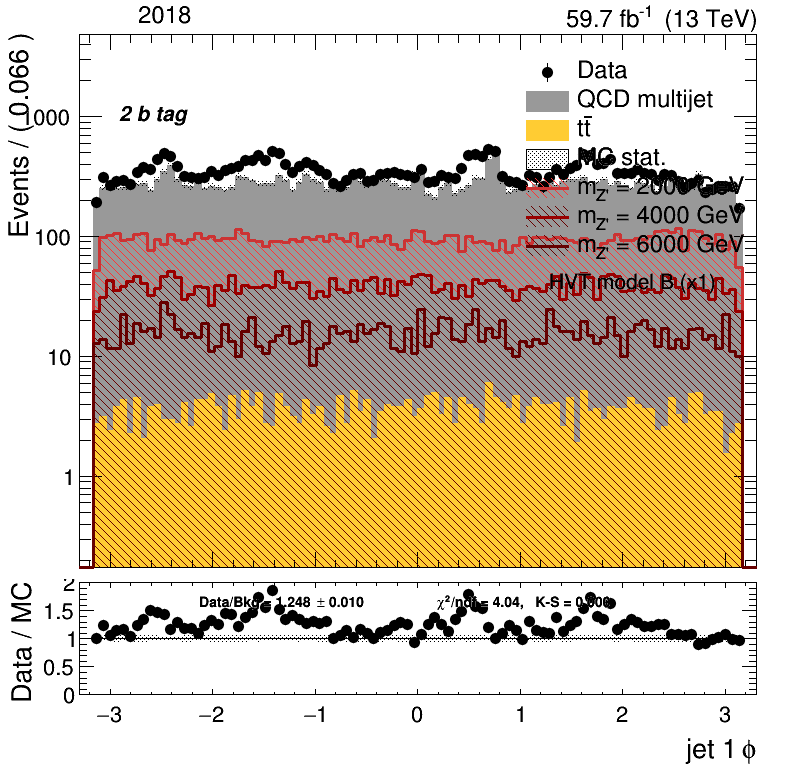 2018
59.7 fb⁻¹ (13 TeV)
Events / ( 0.066 )
2 b tag
Data
QCD multijet
tt̄
MC stat.
m_Z' = 2000 GeV
m_Z' = 4000 GeV
m_Z' = 6000 GeV
HVT model B (x1)
1000
100
10
1
Data / MC
Data/Bkg = 1.248 ± 0.010
χ²/ndf = 4.04, K-S =
2
1.5
1
0.5
0
−3 −2 −1 0 1 2 3
jet 1 ϕ